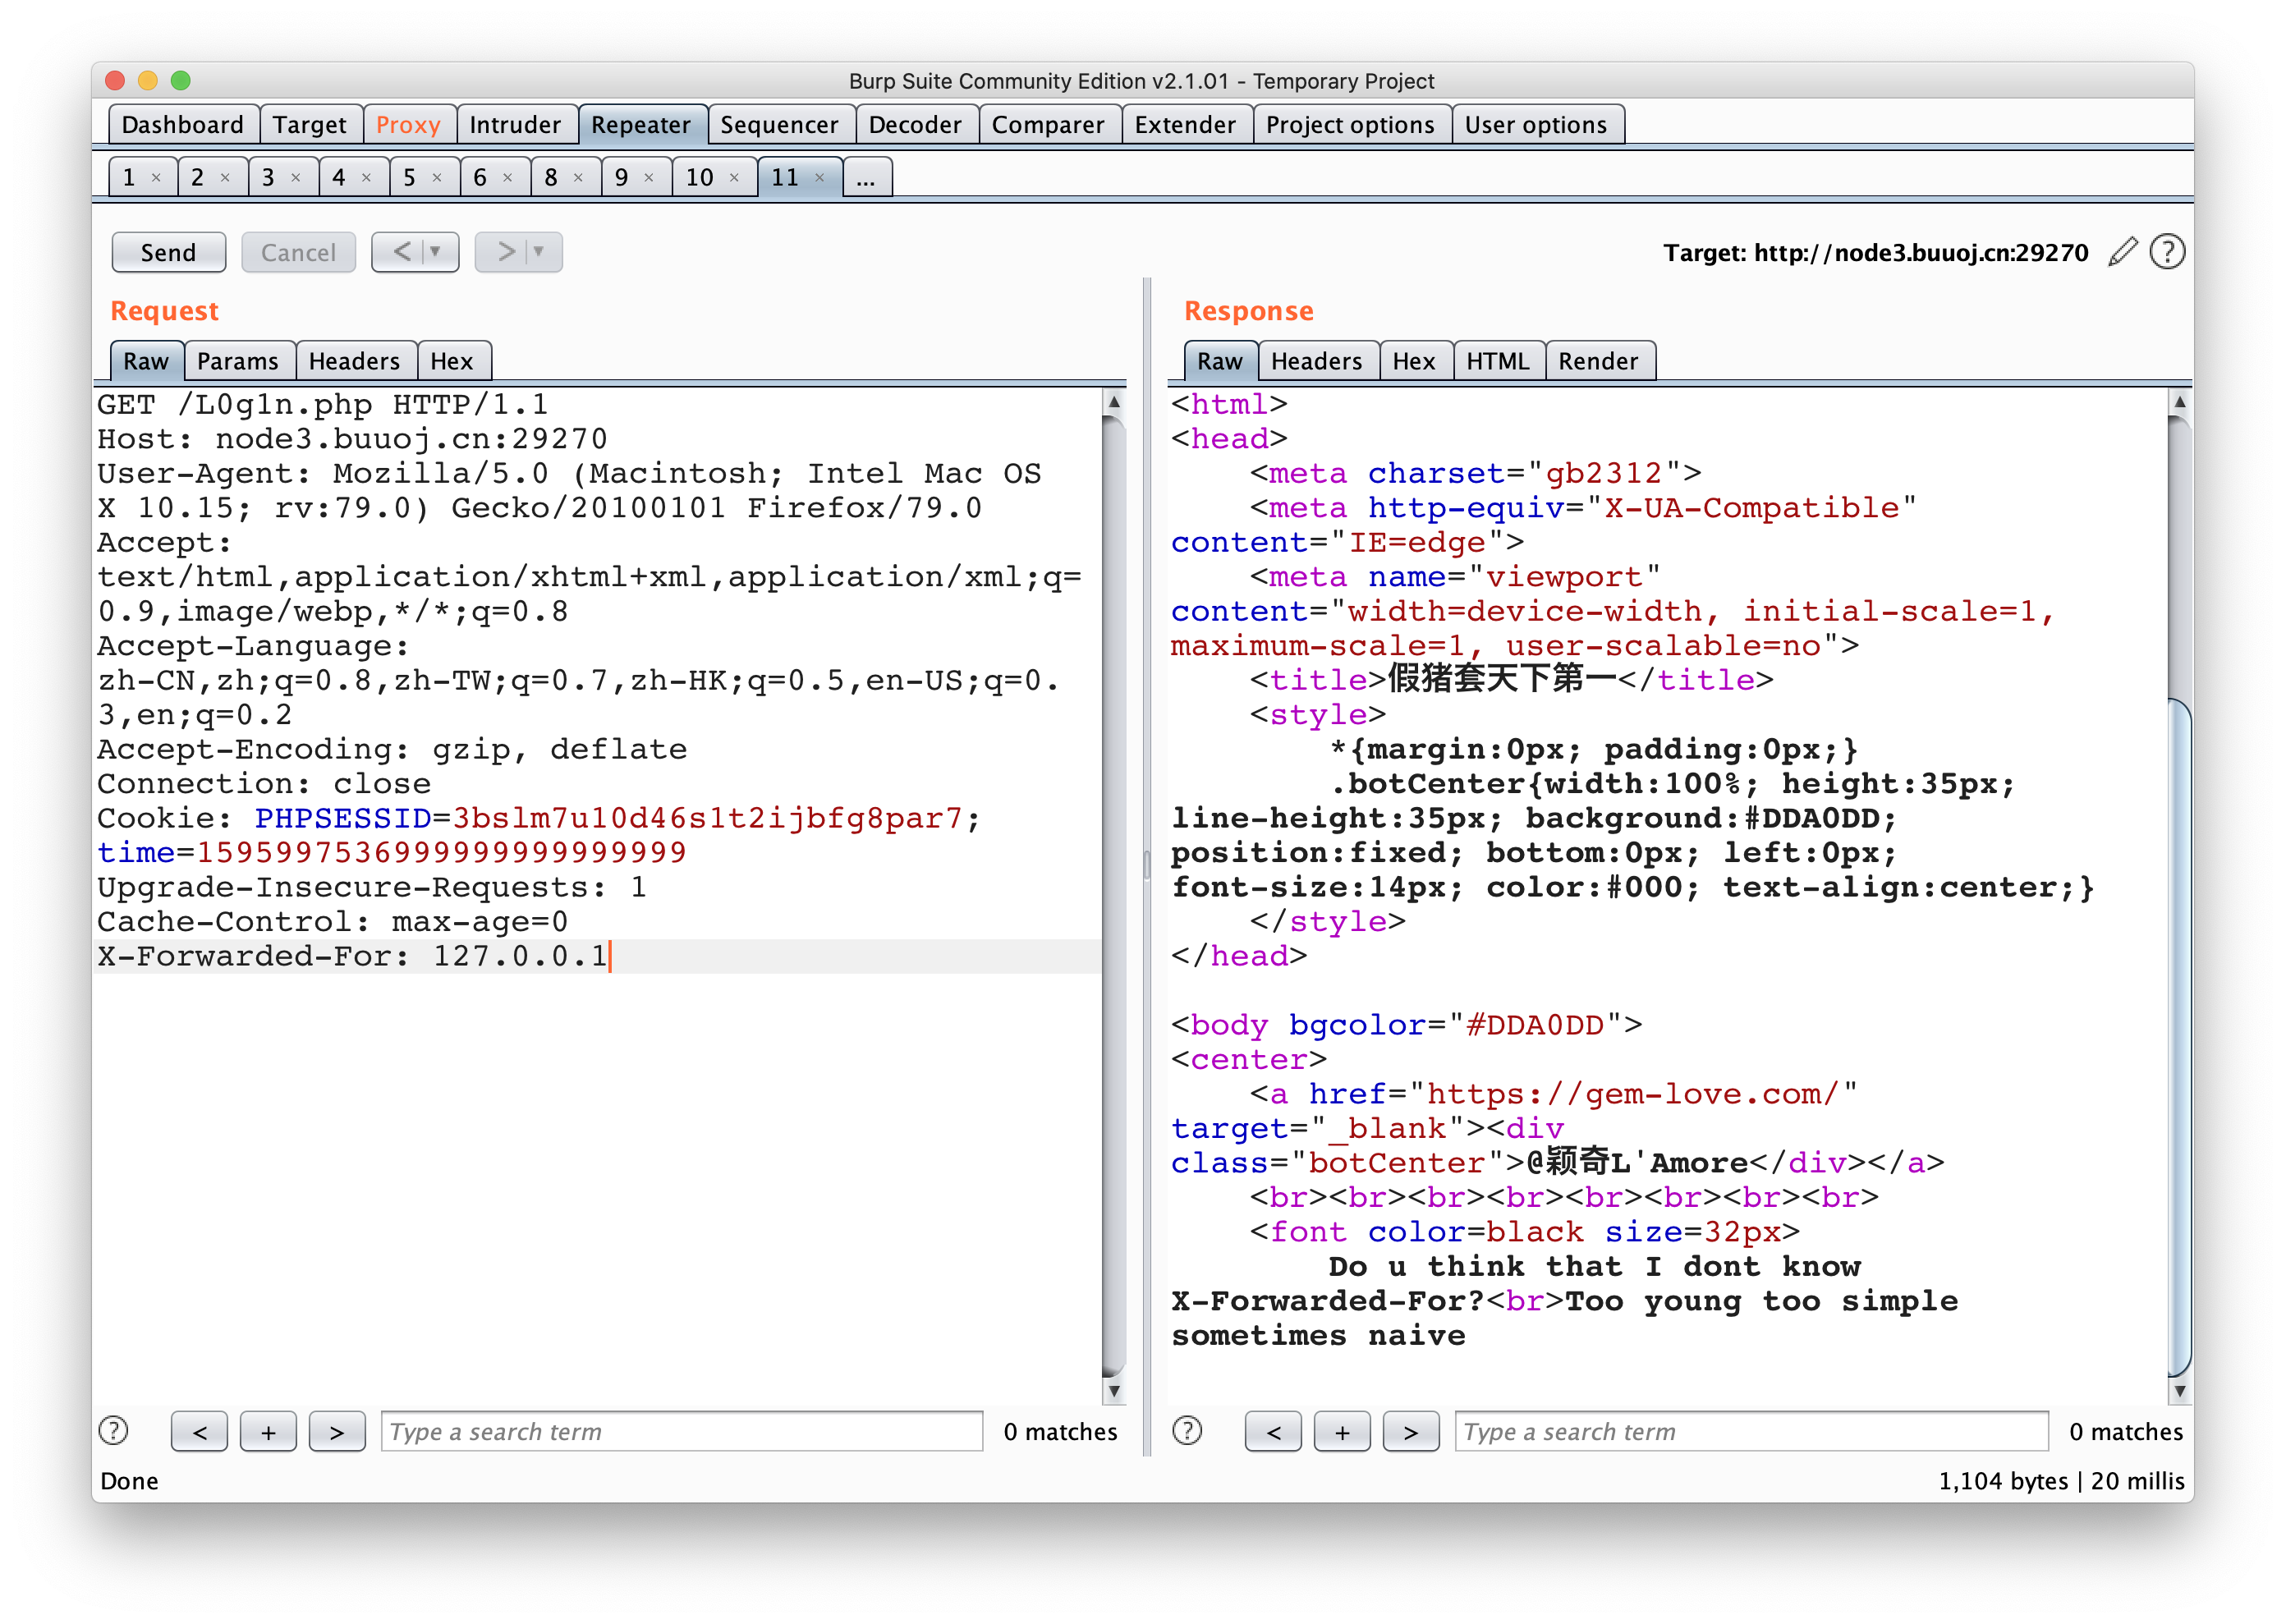 Burp Suite Community Edition v2.1.01 - Temporary Project
Dashboard Target Proxy Intruder Repeater Sequencer Decoder Comparer Extender Project options User options
1 × 2 × 3 × 4 × 5 × 6 × 8 × 9 × 10 × 11 × ...
Send Cancel < > Target: http://node3.buuoj.cn:29270 ?
Request
Raw Params Headers Hex
GET /L0g1n.php HTTP/1.1
Host: node3.buuoj.cn:29270
User-Agent: Mozilla/5.0 (Macintosh; Intel Mac OS
X 10.15; rv:79.0) Gecko/20100101 Firefox/79.0
Accept:
text/html,application/xhtml+xml,application/xml;q=
0.9,image/webp,*/*;q=0.8
Accept-Language:
zh-CN,zh;q=0.8,zh-TW;q=0.7,zh-HK;q=0.5,en-US;q=0.
3,en;q=0.2
Accept-Encoding: gzip, deflate
Connection: close
Cookie: PHPSESSID=3bslm7u10d46s1t2ijbfg8par7;
time=1595997536999999999999999
Upgrade-Insecure-Requests: 1
Cache-Control: max-age=0
X-Forwarded-For: 127.0.0.1
? < + > Type a search term 0 matches
Response
Raw Headers Hex HTML Render
<html>
<head>
<meta charset="gb2312">
<meta http-equiv="X-UA-Compatible"
content="IE=edge">
<meta name="viewport"
content="width=device-width, initial-scale=1,
maximum-scale=1, user-scalable=no">
<title>假猪套天下第一</title>
<style>
*{margin:0px; padding:0px;}
.botCenter{width:100%; height:35px;
line-height:35px; background:#DDA0DD;
position:fixed; bottom:0px; left:0px;
font-size:14px; color:#000; text-align:center;}
</style>
</head>
<body bgcolor="#DDA0DD">
<center>
<a href="https://gem-love.com/"
target="_blank"><div
class="botCenter">@颖奇L'Amore</div></a>
<br><br><br><br><br><br><br><br>
<font color=black size=32px>
Do u think that I dont know
X-Forwarded-For?<br>Too young too simple
sometimes naive
? < + > Type a search term 0 matches
Done 1,104 bytes | 20 millis